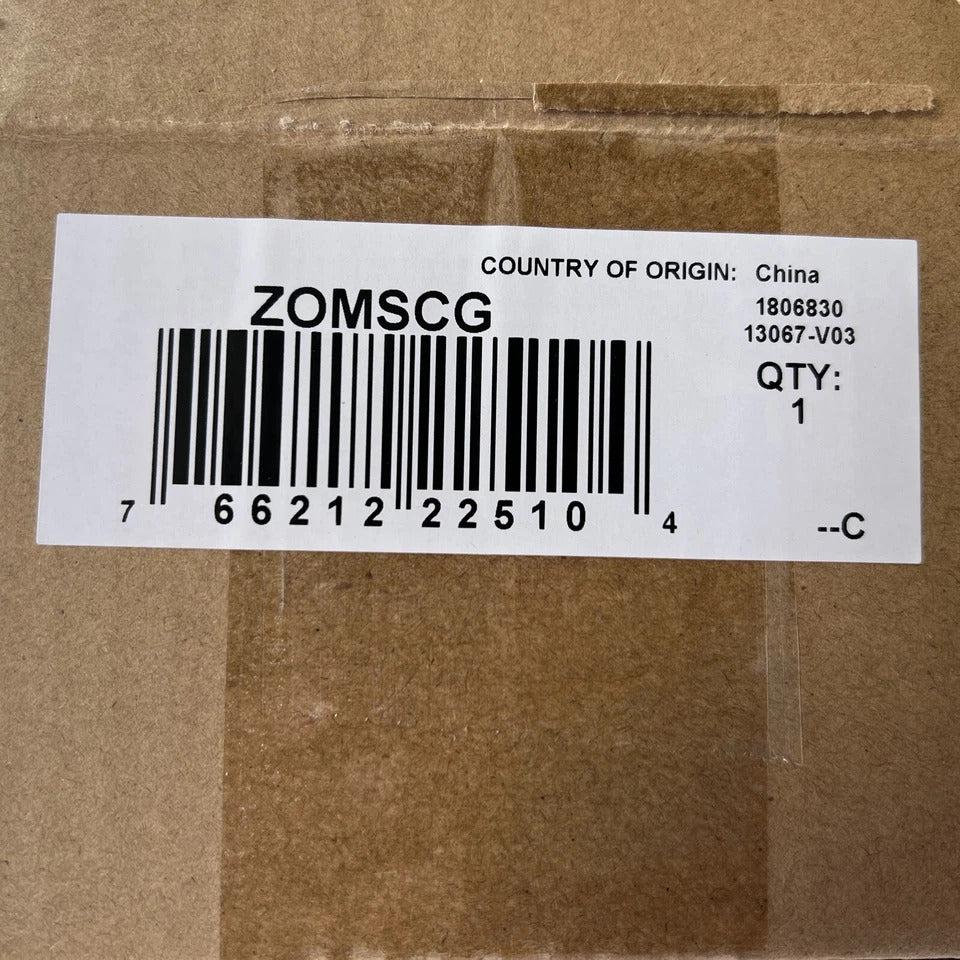 COUNTRY OF ORIGIN: China
ZOMSCG
1806830
13067-V03
QTY:
1
7 66212 22510 4
--C